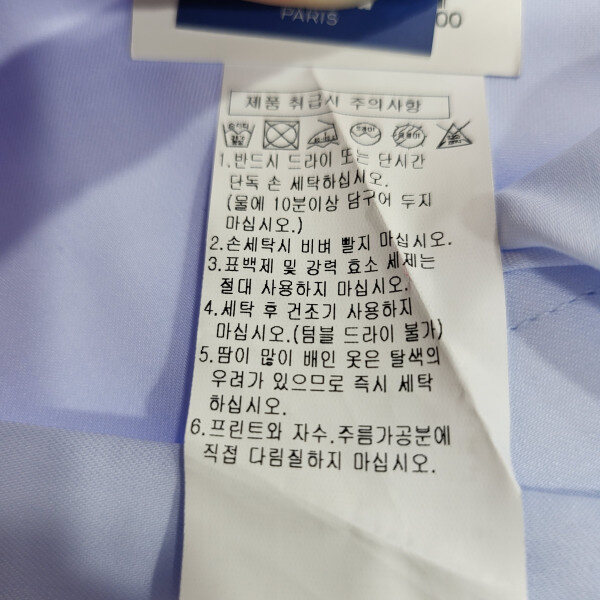 PARIS
00
제품 취급시 주의사항
1.반드시 드라이 또는 단시간
단독 손 세탁하십시오.
(물에 10분이상 담구어 두지
마십시오.)
2.손세탁시 비벼 빨지 마십시오.
3.표백제 및 강력 효소 세제는
절대 사용하지 마십시오.
4.세탁 후 건조기 사용하지
마십시오.(텀블 드라이 불가)
5.땀이 많이 배인 옷은 탈색의
우려가 있으므로 즉시 세탁
하십시오.
6.프린트와 자수.주름가공분에
직접 다림질하지 마십시오.